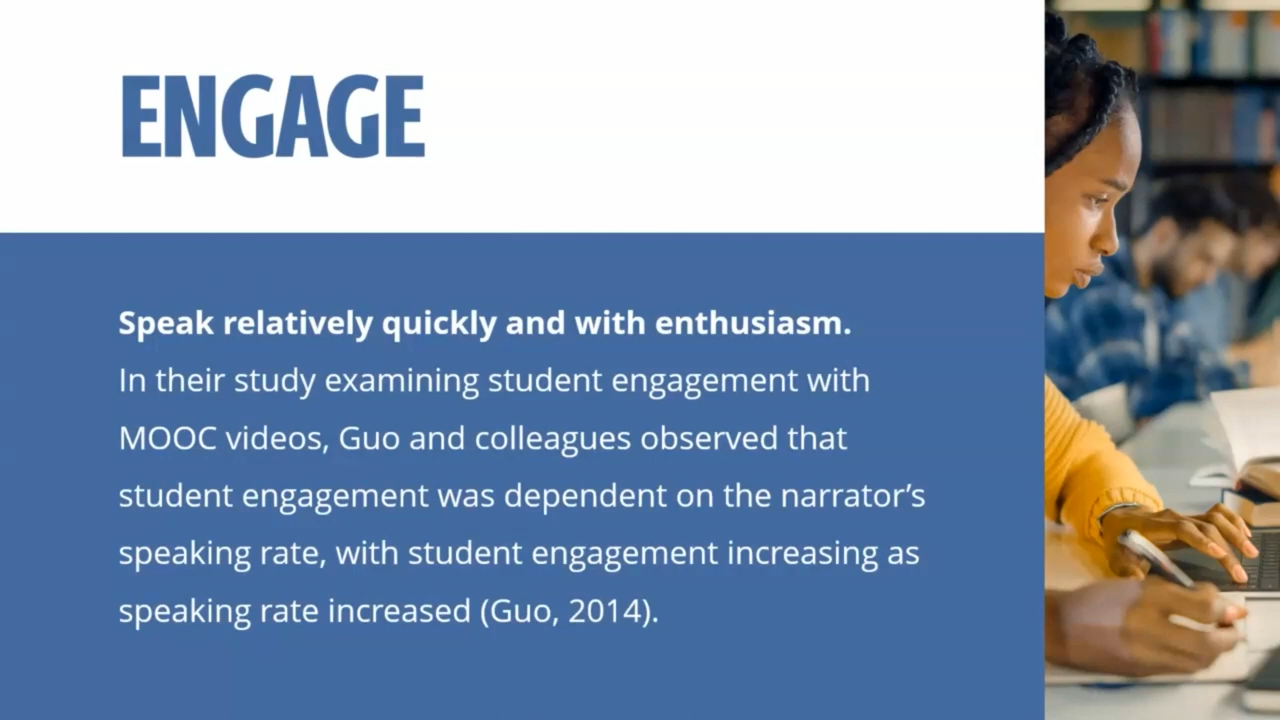 ENGAGE
Speak relatively quickly and with enthusiasm.
In their study examining student engagement with
MOOC videos, Guo and colleagues observed that
student engagement was dependent on the narrator’s
speaking rate, with student engagement increasing as
speaking rate increased (Guo, 2014).